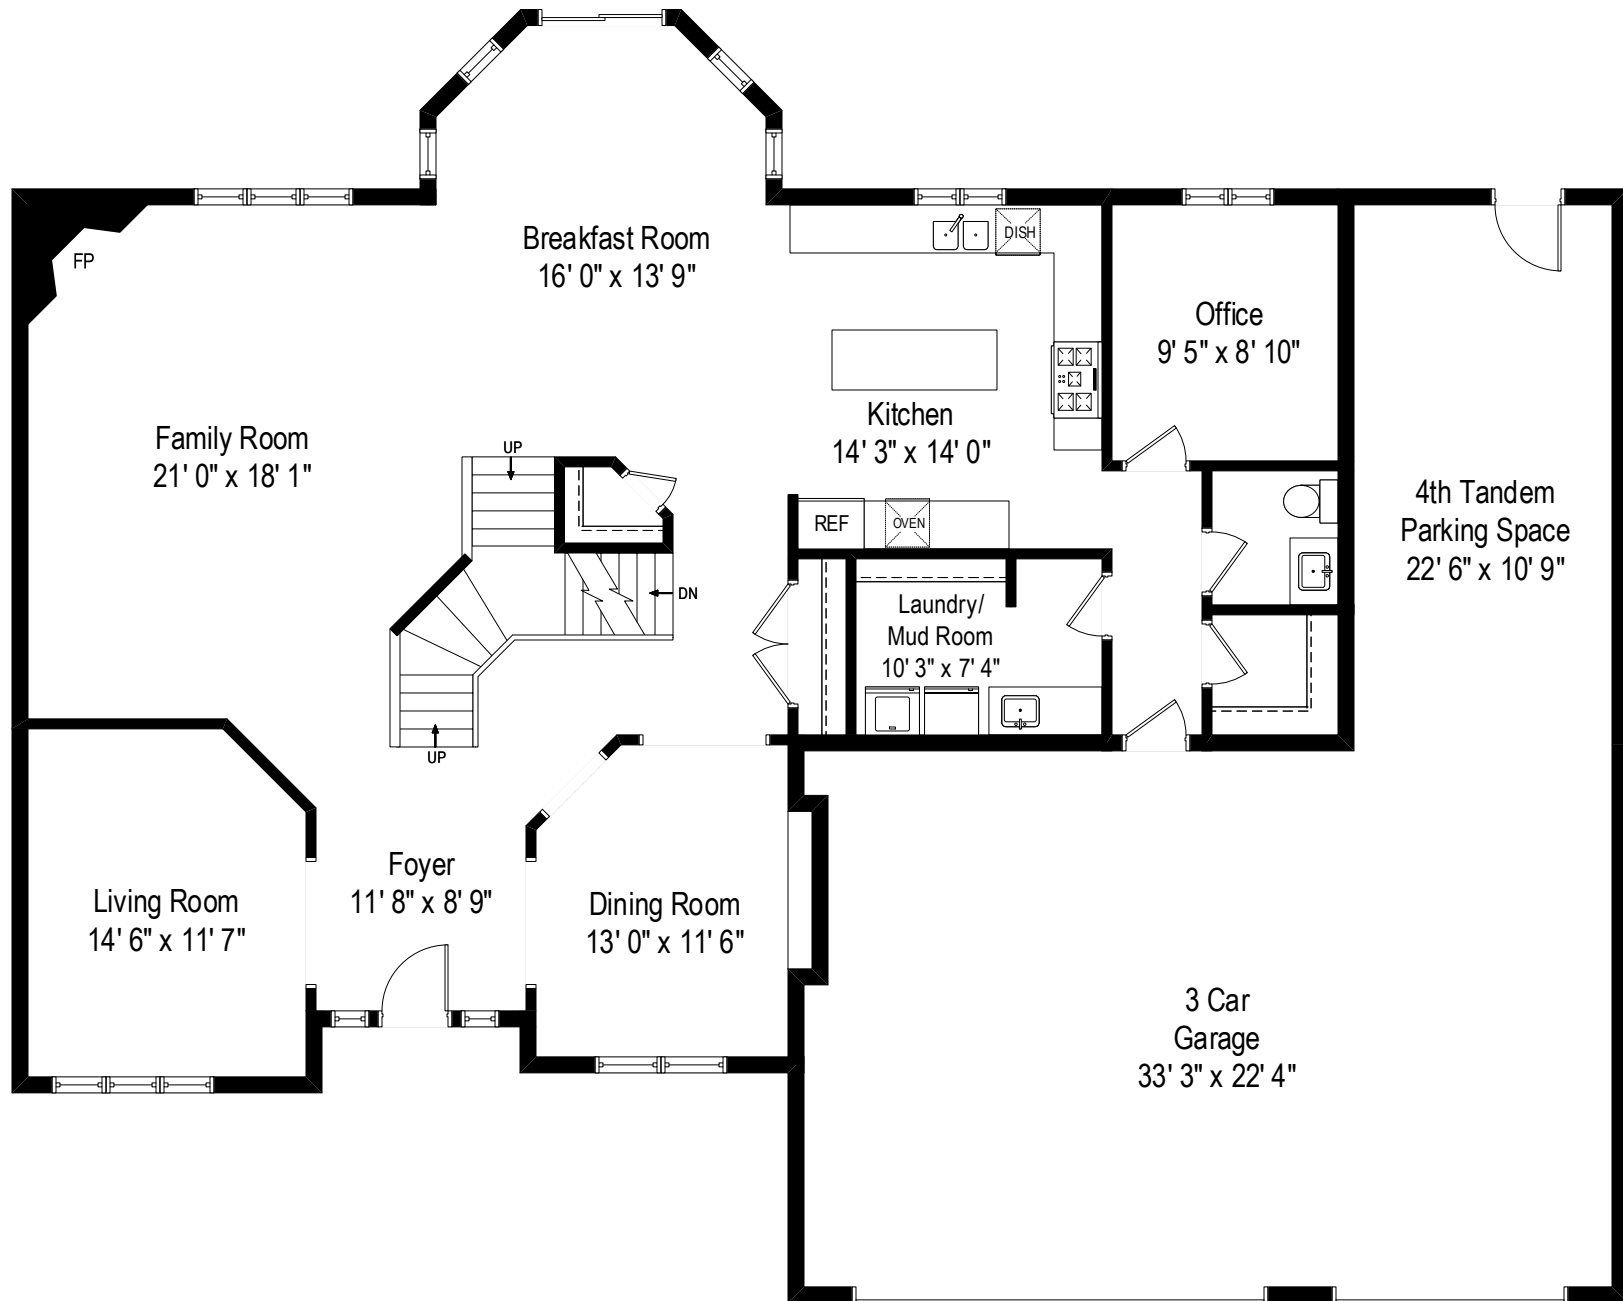 Breakfast Room
16' 0" x 13' 9"
DISH
FP
Office
9' 5" x 8' 10"
Kitchen
14' 3" x 14' 0"
Family Room
21' 0" x 18' 1"
UP
4th Tandem
Parking Space
22' 6" x 10' 9"
REF
OVEN
DN
Laundry/
Mud Room
10' 3" x 7' 4"
UP
Foyer
11' 8" x 8' 9"
Living Room
14' 6" x 11' 7"
Dining Room
13' 0" x 11' 6"
3 Car
Garage
33' 3" x 22' 4"